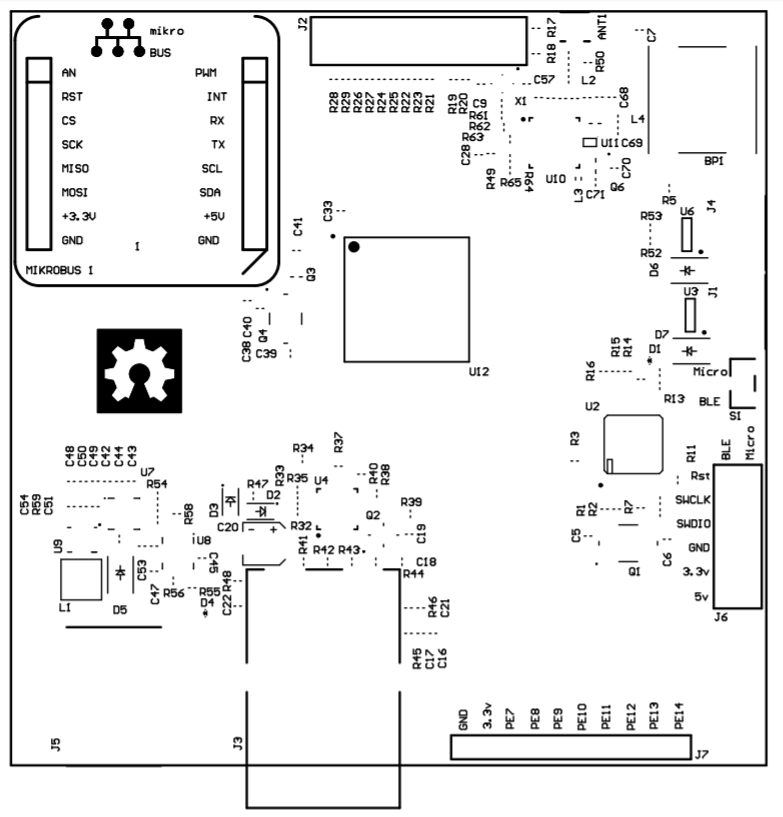 mikro
BUS
AN
PWM
RST
INT
CS
RX
SCK
TX
MISO
SCL
MOSI
SDA
+3.3V
+5V
GND
GND
1
MIKROBUS 1
J2
R17
R18
ANT1
R50
L2
C7
C57
R28
R29
R26
R27
R24
R25
R22
R23
R21
R19
R20
C9
R61
R62
R63
X1
C68
L4
U11
C69
C28
R49
R65
R64
U10
L3
C71
C70
Q6
BP1
R5
R53
U6
J4
R52
D6
U3
J1
C33
C41
Q3
C40
Q4
C38
C39
U12
D7
R15
R14
D1
R16
R13
Micro
BLE
S1
U2
R3
R11
BLE
Micro
Rst
SWCLK
SWDIO
GND
3.3v
5v
J6
R1
R2
R7
C5
Q1
C6
C48
C50
C49
C42
C44
C43
U7
R54
C54
R59
C51
R58
U9
U8
L1
D5
C53
C47
R56
C45
R55
D4
D3
C20
R47
D2
R33
R34
R35
R37
U4
R40
R38
R32
Q2
R39
C19
R41
R42
R43
C18
R44
R48
C22
R46
C21
R45
C17
C16
J5
J3
GND
3.3v
PE7
PE8
PE9
PE10
PE11
PE12
PE13
PE14
J7